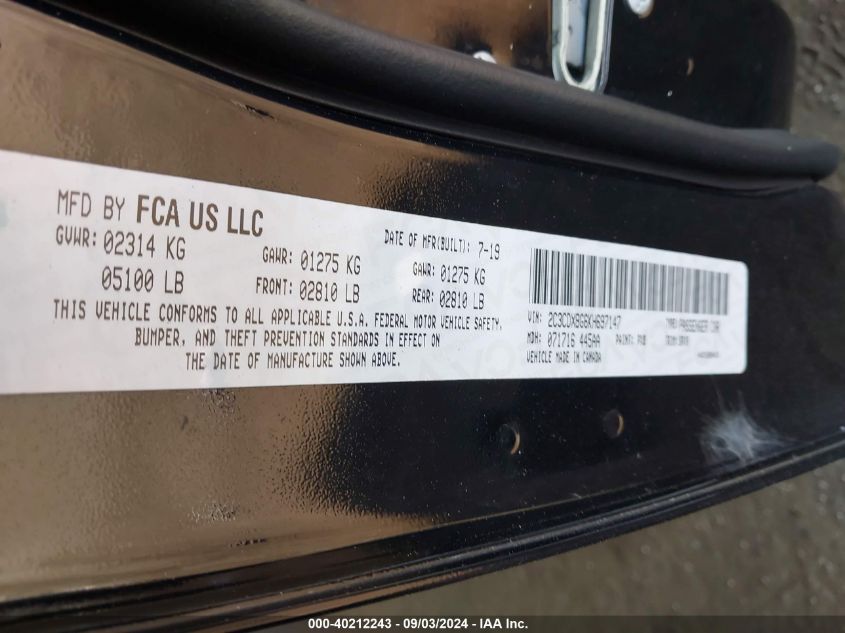 MFD BY FCA US LLC
GVWR: 02314 KG
05100 LB
GAWR: 01275 KG
FRONT: 02810 LB
DATE OF MFR(BUILT): 7-19
GAWR: 01275 KG
REAR: 02810 LB
THIS VEHICLE CONFORMS TO ALL APPLICABLE U.S.A. FEDERAL MOTOR VEHICLE SAFETY,
BUMPER, AND THEFT PREVENTION STANDARDS IN EFFECT ON
THE DATE OF MANUFACTURE SHOWN ABOVE.
VIN: 2C3CDXBG6KH697147
TYPE: PASSENGER CAR
MDH: 071716 445AA
PAINT: PX8
TRIM:
VEHICLE MADE IN CANADA
000-40212243 - 09/03/2024 - IAA Inc.